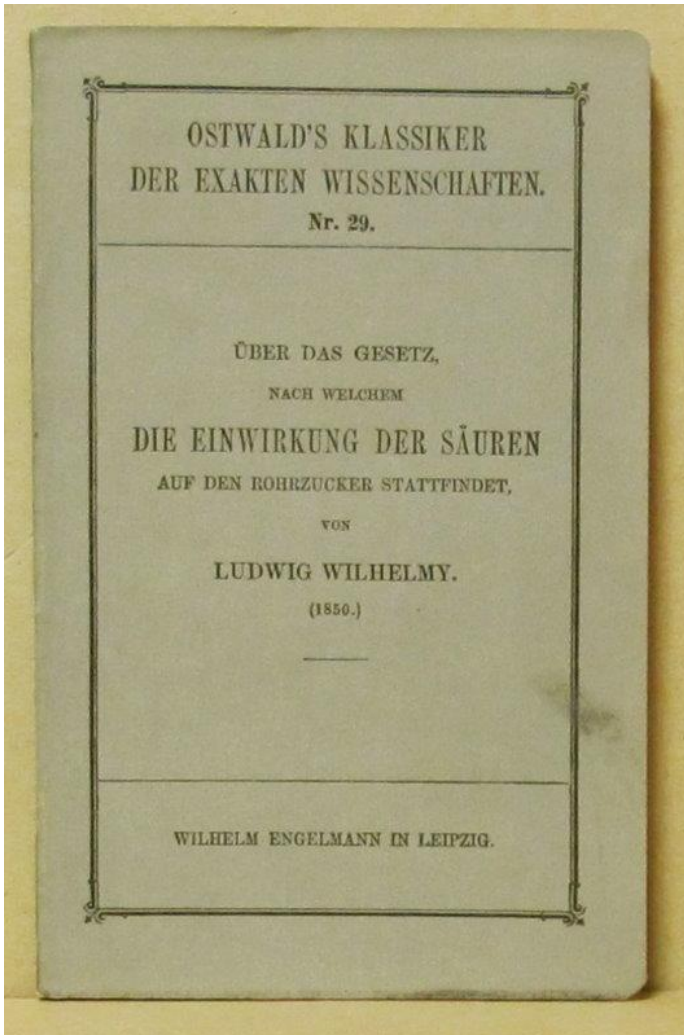 OSTWALD'S KLASSIKER
DER EXAKTEN WISSENSCHAFTEN.
Nr. 29.
ÜBER DAS GESETZ,
NACH WELCHEM
DIE EINWIRKUNG DER SÄUREN
AUF DEN ROHRZUCKER STATTFINDET,
VON
LUDWIG WILHELMY.
(1850.)
WILHELM ENGELMANN IN LEIPZIG.